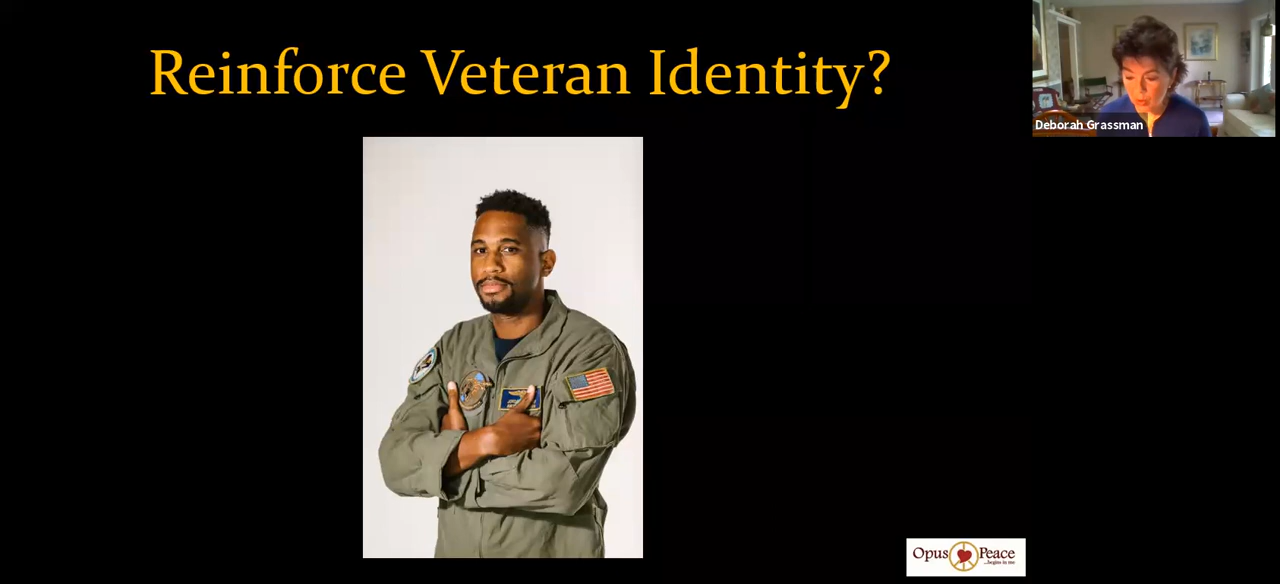 Reinforce Veteran Identity?
Deborah Grassman
Opus Peace
...begins in me